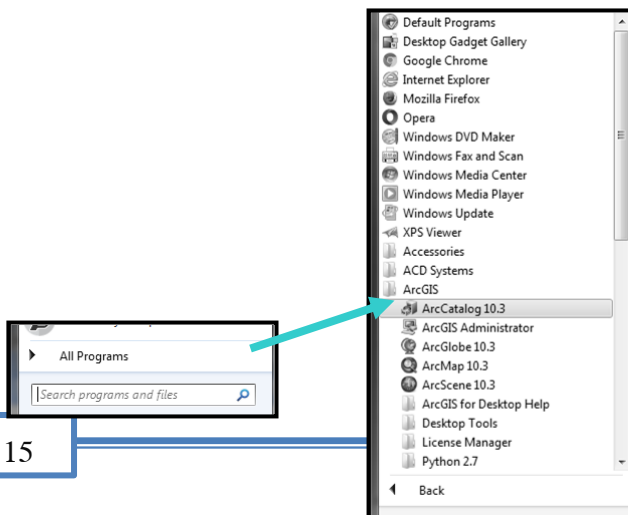 Default Programs
Desktop Gadget Gallery
Google Chrome
Internet Explorer
Mozilla Firefox
Opera
Windows DVD Maker
Windows Fax and Scan
Windows Media Center
Windows Media Player
Windows Update
XPS Viewer
Accessories
ACD Systems
ArcGIS
ArcCatalog 10.3
ArcGIS Administrator
ArcGlobe 10.3
ArcMap 10.3
ArcScene 10.3
ArcGIS for Desktop Help
Desktop Tools
License Manager
Python 2.7
Back
All Programs
Search programs and files
15